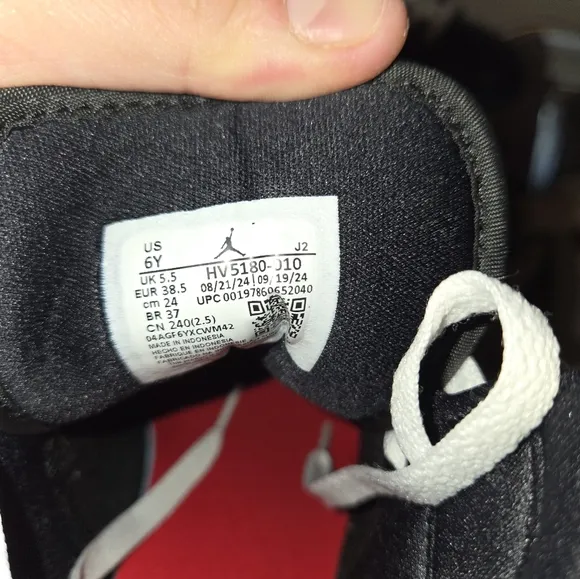 US J2
6Y HV5180-010
UK 5.5 08/21/24 09/19/24
EUR 38.5 UPC 00197860652040
cm 24
BR 37
CN 240(2.5)
04AGF6YXCWM42
MADE IN INDONESIA
HECHO EN INDONESIA
FABRIQUE EN INDONESIE